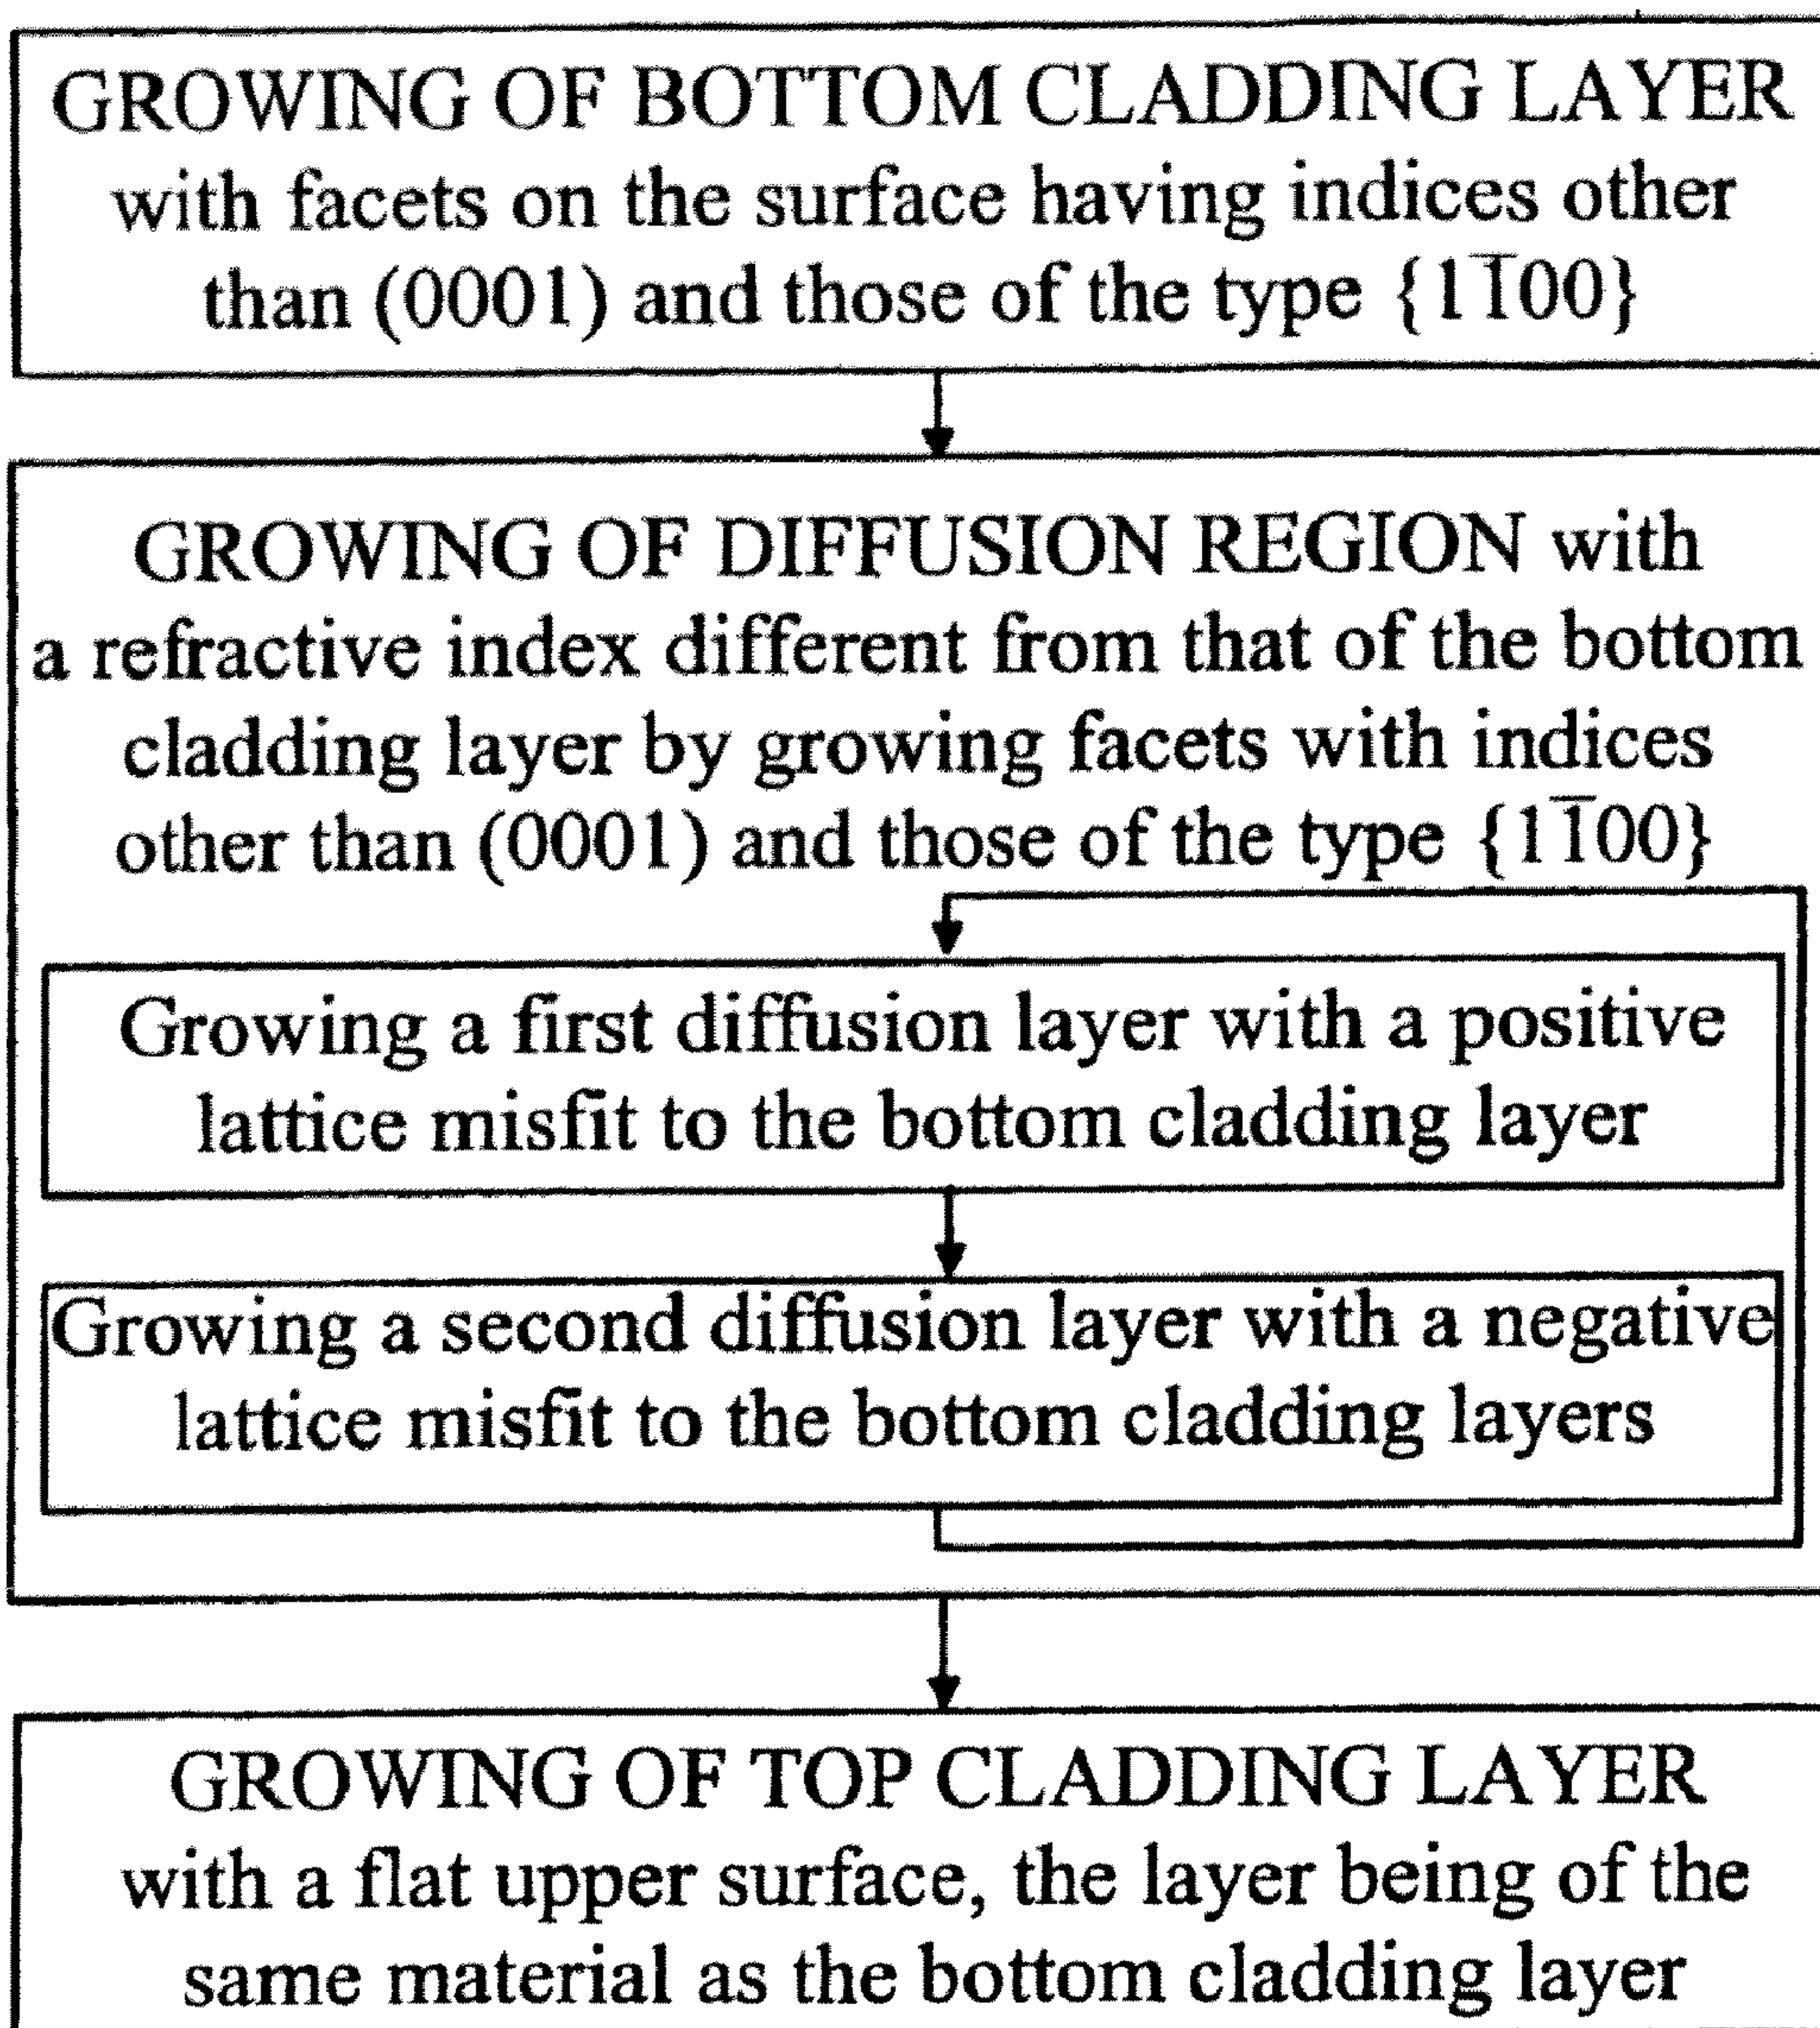 GROWING OF BOTTOM CLADDING LAYER
with facets on the surface having indices other
than (0001) and those of the type {11̅00}
GROWING OF DIFFUSION REGION with
a refractive index different from that of the bottom
cladding layer by growing facets with indices
other than (0001) and those of the type {11̅00}
Growing a first diffusion layer with a positive
lattice misfit to the bottom cladding layer
Growing a second diffusion layer with a negative
lattice misfit to the bottom cladding layers
GROWING OF TOP CLADDING LAYER
with a flat upper surface, the layer being of the
same material as the bottom cladding layer